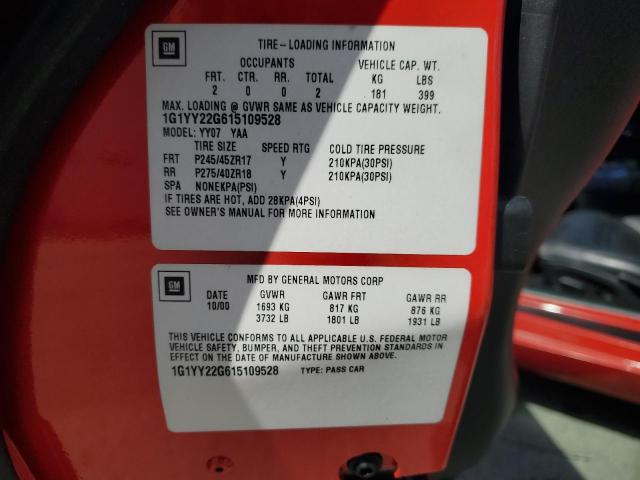 GM
TIRE-LOADING INFORMATION
OCCUPANTS VEHICLE CAP. WT.
FRT. CTR. RR. TOTAL KG LBS
2 0 0 2 181 399
MAX. LOADING @ GVWR SAME AS VEHICLE CAPACITY WEIGHT.
1G1YY22G615109528
MODEL: YY07 YAA
TIRE SIZE SPEED RTG COLD TIRE PRESSURE
FRT P245/45ZR17 Y 210KPA(30PSI)
RR P275/40ZR18 Y 210KPA(30PSI)
SPA NONEKPA(PSI)
IF TIRES ARE HOT, ADD 28KPA(4PSI)
SEE OWNER'S MANUAL FOR MORE INFORMATION
GM
MFD BY GENERAL MOTORS CORP
DATE GVWR GAWR FRT GAWR RR
10/00 1693 KG 817 KG 876 KG
3732 LB 1801 LB 1931 LB
THIS VEHICLE CONFORMS TO ALL APPLICABLE U.S. FEDERAL MOTOR
VEHICLE SAFETY, BUMPER, AND THEFT PREVENTION STANDARDS IN
EFFECT ON THE DATE OF MANUFACTURE SHOWN ABOVE.
1G1YY22G615109528 TYPE: PASS CAR